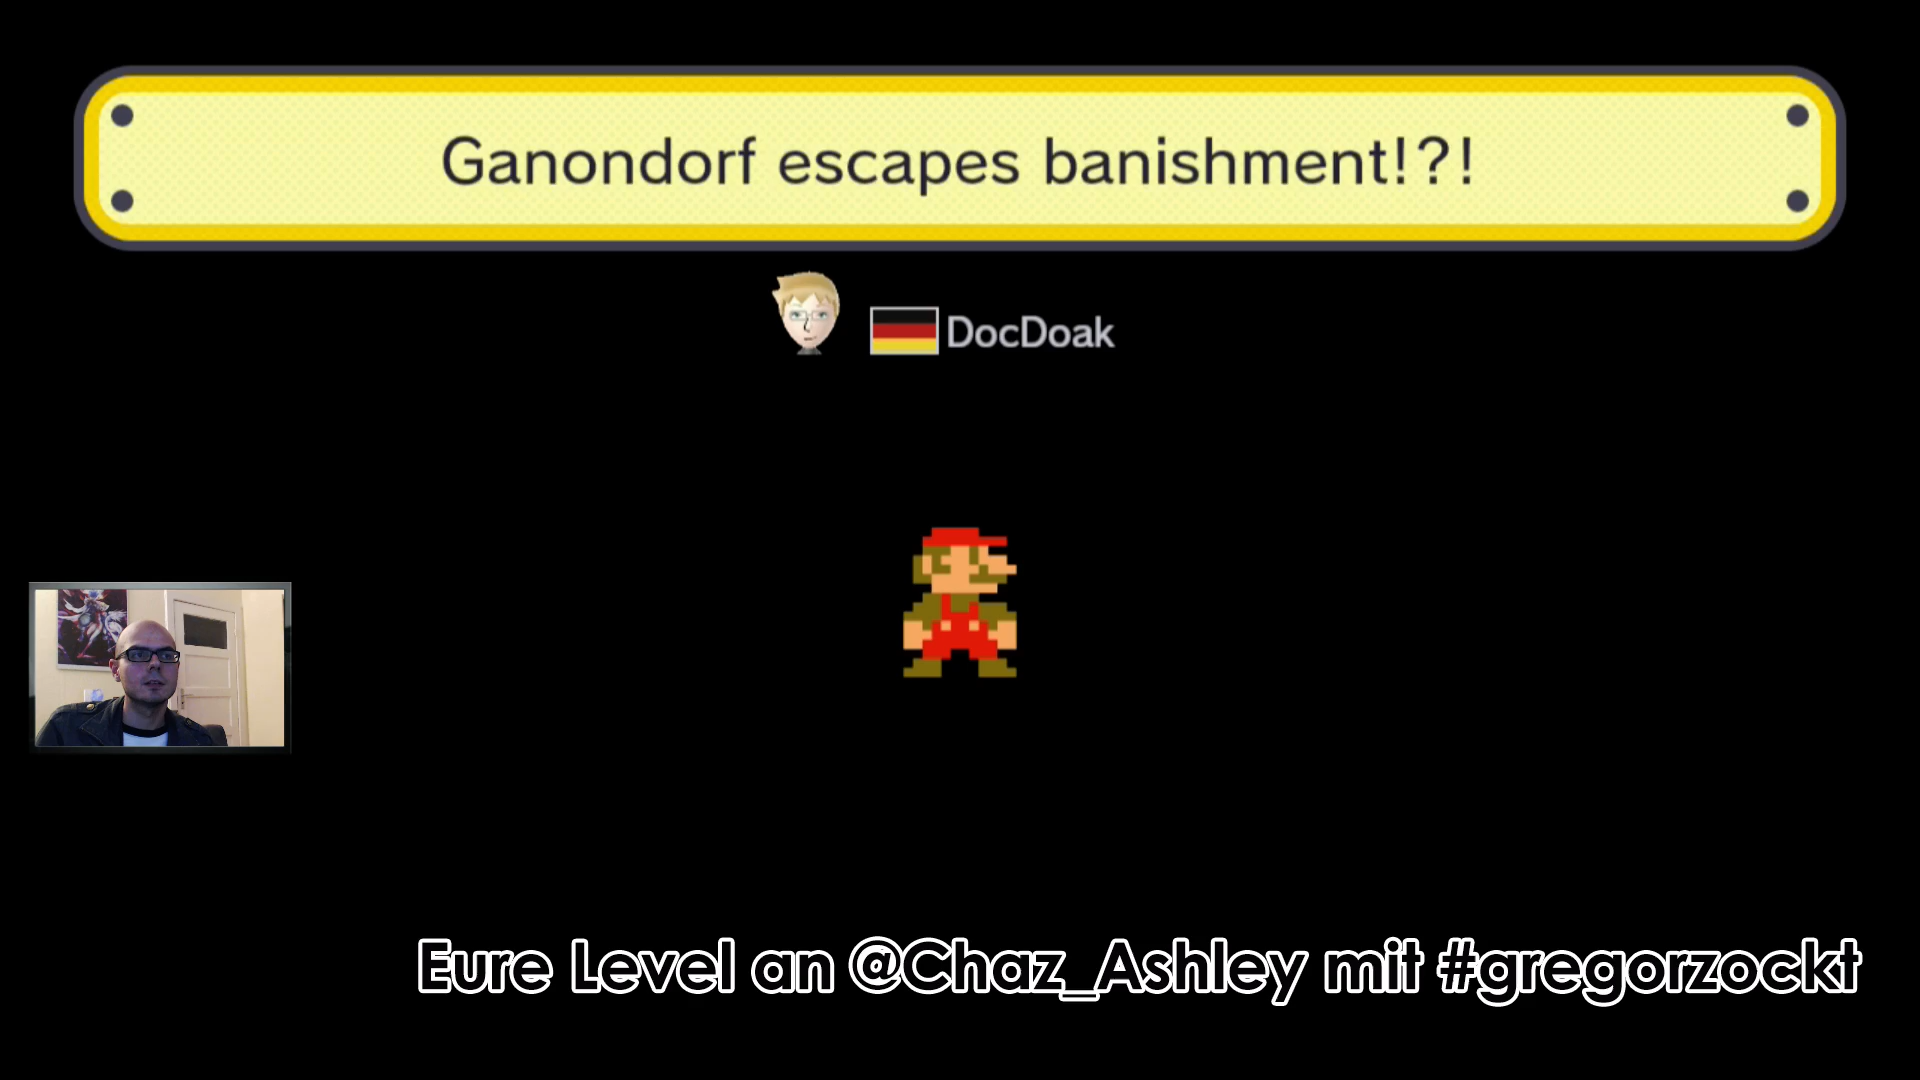 Ganondorf escapes banishment!?!
DocDoak
Eure Level an @Chaz_Ashley mit #gregorzockt